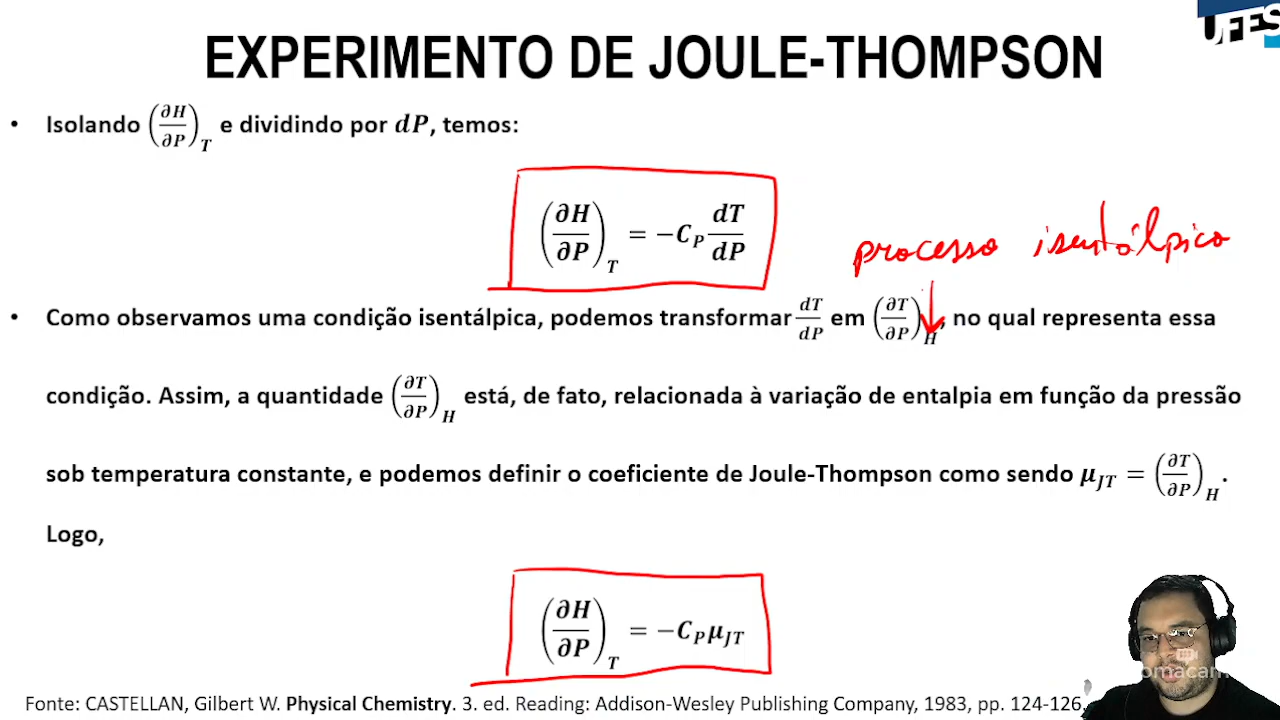 UFES
EXPERIMENTO DE JOULE-THOMPSON
• Isolando (∂H/∂P)_T e dividindo por dP, temos:
(∂H/∂P)_T = −C_P dT/dP
processo isentálpico
• Como observamos uma condição isentálpica, podemos transformar dT/dP em (∂T/∂P)_H, no qual representa essa
condição. Assim, a quantidade (∂T/∂P)_H está, de fato, relacionada à variação de entalpia em função da pressão
sob temperatura constante, e podemos definir o coeficiente de Joule-Thompson como sendo μ_JT = (∂T/∂P)_H.
Logo,
(∂H/∂P)_T = −C_P μ_JT
Fonte: CASTELLAN, Gilbert W. Physical Chemistry. 3. ed. Reading: Addison-Wesley Publishing Company, 1983, pp. 124-126.